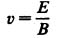 v = E/B